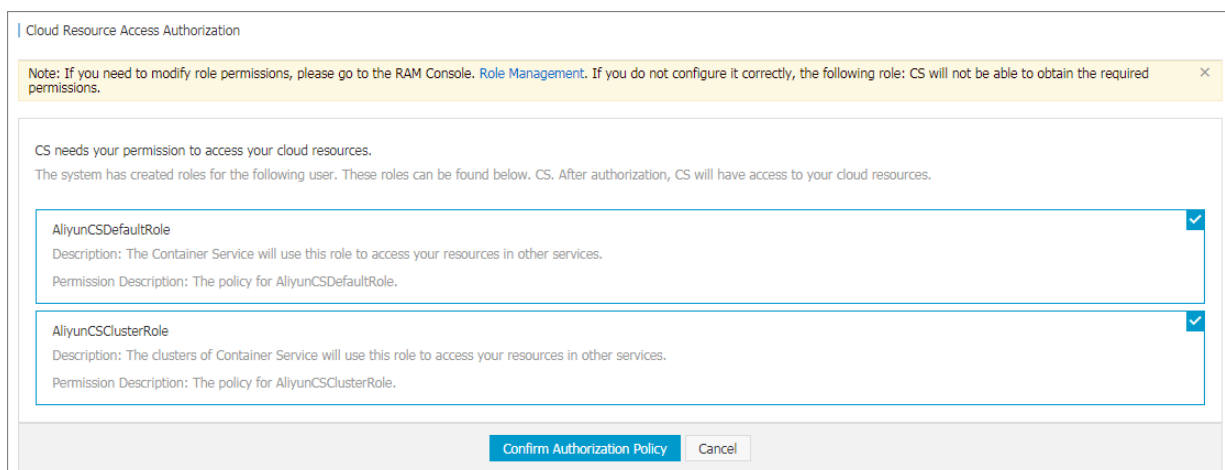 Cloud Resource Access Authorization
Note: If you need to modify role permissions, please go to the RAM Console. Role Management. If you do not configure it correctly, the following role: CS will not be able to obtain the required
permissions.
CS needs your permission to access your cloud resources.
The system has created roles for the following user. These roles can be found below. CS. After authorization, CS will have access to your cloud resources.
AliyunCSDefaultRole
Description: The Container Service will use this role to access your resources in other services.
Permission Description: The policy for AliyunCSDefaultRole.
AliyunCSClusterRole
Description: The clusters of Container Service will use this role to access your resources in other services.
Permission Description: The policy for AliyunCSClusterRole.
Confirm Authorization Policy Cancel